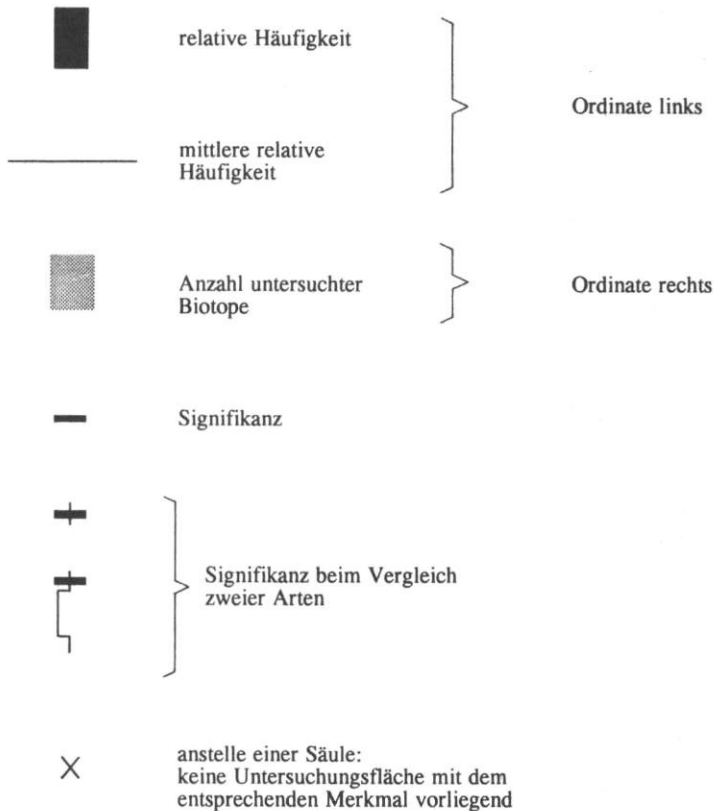 relative Häufigkeit
Ordinate links
mittlere relative
Häufigkeit
Anzahl untersuchter
Biotope
Ordinate rechts
Signifikanz
Signifikanz beim Vergleich
zweier Arten
X
anstelle einer Säule:
keine Untersuchungsfläche mit dem
entsprechenden Merkmal vorliegend